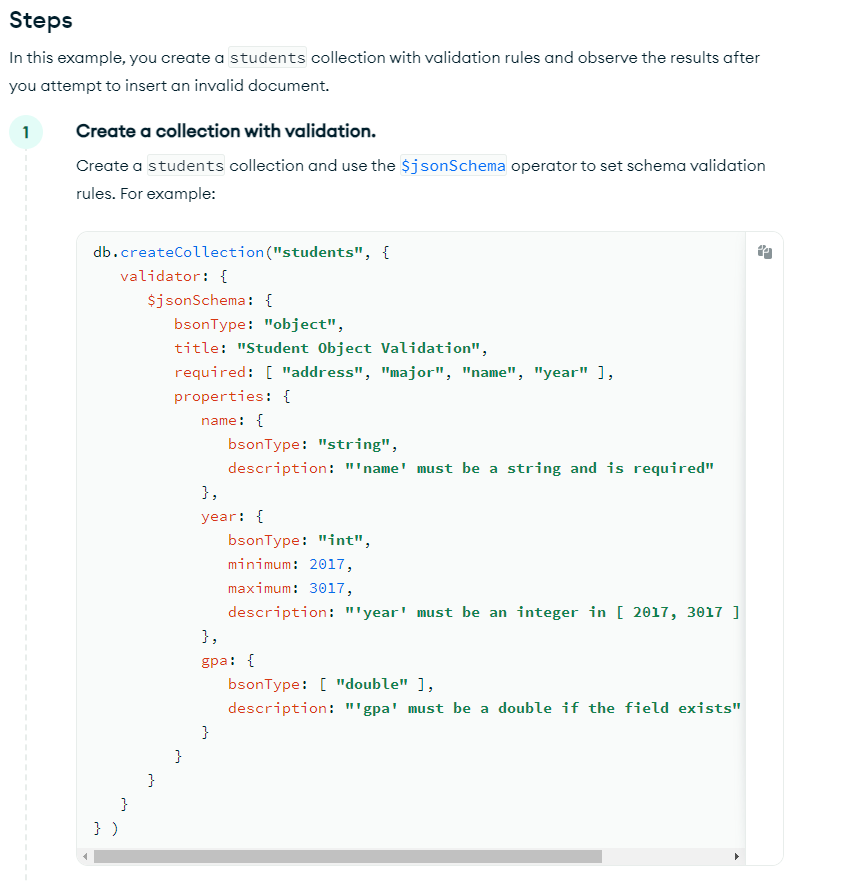 Steps
In this example, you create a students collection with validation rules and observe the results after
you attempt to insert an invalid document.
1
Create a collection with validation.
Create a students collection and use the $jsonSchema operator to set schema validation
rules. For example:
db.createCollection("students", {
   validator: {
      $jsonSchema: {
         bsonType: "object",
         title: "Student Object Validation",
         required: [ "address", "major", "name", "year" ],
         properties: {
            name: {
               bsonType: "string",
               description: "'name' must be a string and is required"
            },
            year: {
               bsonType: "int",
               minimum: 2017,
               maximum: 3017,
               description: "'year' must be an integer in [ 2017, 3017 ]
            },
            gpa: {
               bsonType: [ "double" ],
               description: "'gpa' must be a double if the field exists"
            }
         }
      }
   }
} )